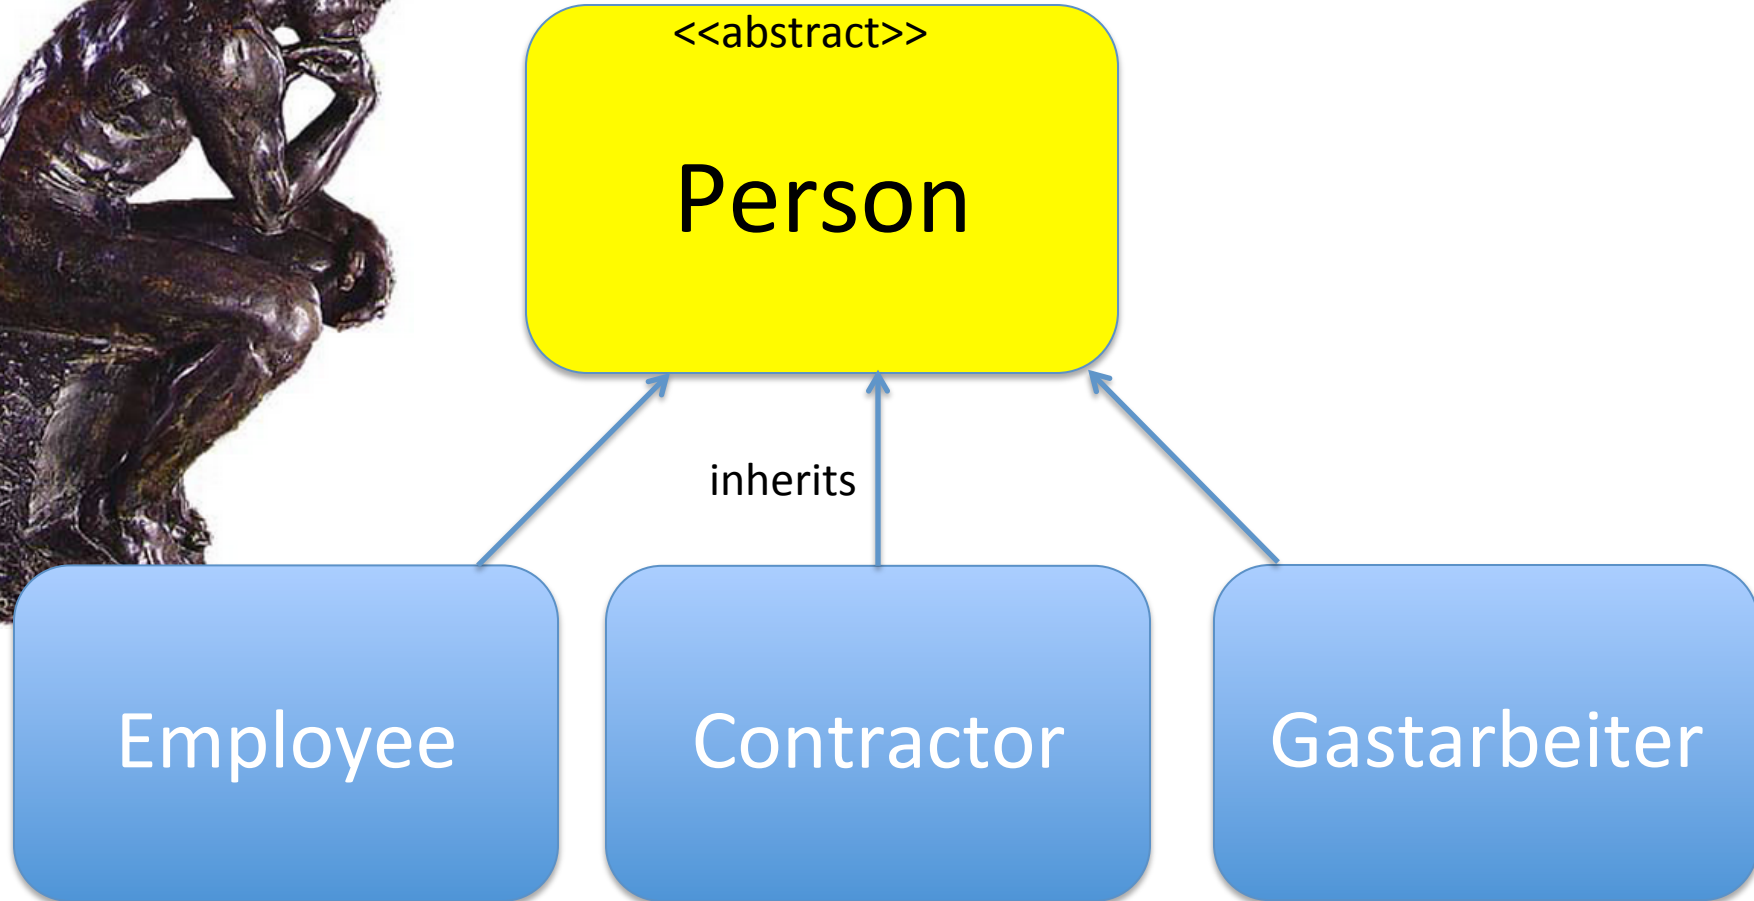 <<abstract>>
Person
inherits
Employee
Contractor
Gastarbeiter